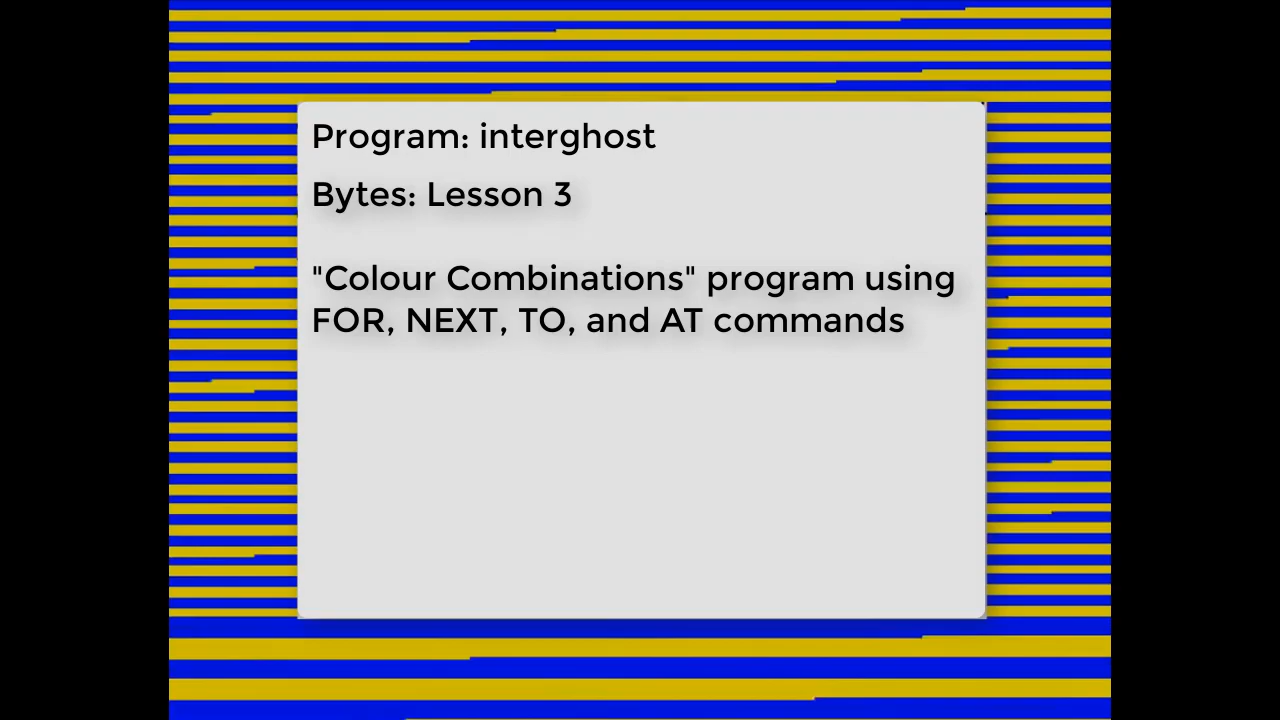 Program: interghost
Bytes: Lesson 3
"Colour Combinations" program using
FOR, NEXT, TO, and AT commands